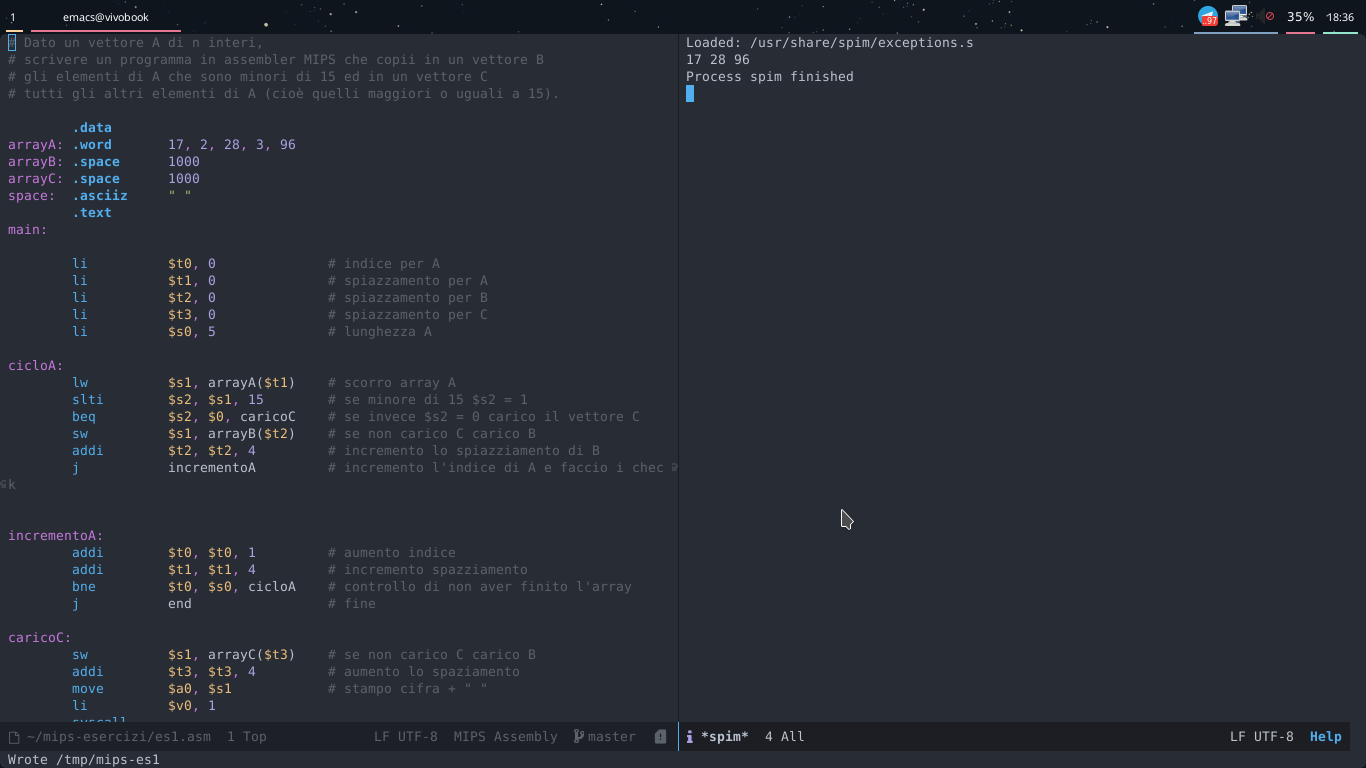 1 emacs@vivobook 97 35% 18:36
# Dato un vettore A di n interi,
# scrivere un programma in assembler MIPS che copii in un vettore B
# gli elementi di A che sono minori di 15 ed in un vettore C
# tutti gli altri elementi di A (cioè quelli maggiori o uguali a 15).
.data
arrayA: .word 17, 2, 28, 3, 96
arrayB: .space 1000
arrayC: .space 1000
space: .asciiz " "
.text
main:
li $t0, 0 # indice per A
li $t1, 0 # spiazzamento per A
li $t2, 0 # spiazzamento per B
li $t3, 0 # spiazzamento per C
li $s0, 5 # lunghezza A
cicloA:
lw $s1, arrayA($t1) # scorro array A
slti $s2, $s1, 15 # se minore di 15 $s2 = 1
beq $s2, $0, caricoC # se invece $s2 = 0 carico il vettore C
sw $s1, arrayB($t2) # se non carico C carico B
addi $t2, $t2, 4 # incremento lo spiazziamento di B
j incrementoA # incremento l'indice di A e faccio i chec
k
incrementoA:
addi $t0, $t0, 1 # aumento indice
addi $t1, $t1, 4 # incremento spazziamento
bne $t0, $s0, cicloA # controllo di non aver finito l'array
j end # fine
caricoC:
sw $s1, arrayC($t3) # se non carico C carico B
addi $t3, $t3, 4 # aumento lo spaziamento
move $a0, $s1 # stampo cifra + " "
li $v0, 1
syscall
~/mips-esercizi/es1.asm 1 Top LF UTF-8 MIPS Assembly master
Loaded: /usr/share/spim/exceptions.s
17 28 96
Process spim finished
*spim* 4 All LF UTF-8 Help
Wrote /tmp/mips-es1